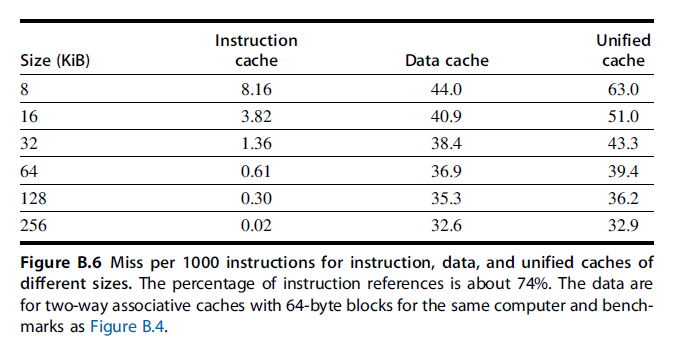 Size (KiB) Instruction cache Data cache Unified cache
8 8.16 44.0 63.0
16 3.82 40.9 51.0
32 1.36 38.4 43.3
64 0.61 36.9 39.4
128 0.30 35.3 36.2
256 0.02 32.6 32.9
Figure B.6 Miss per 1000 instructions for instruction, data, and unified caches of
different sizes. The percentage of instruction references is about 74%. The data are
for two-way associative caches with 64-byte blocks for the same computer and bench-
marks as Figure B.4.